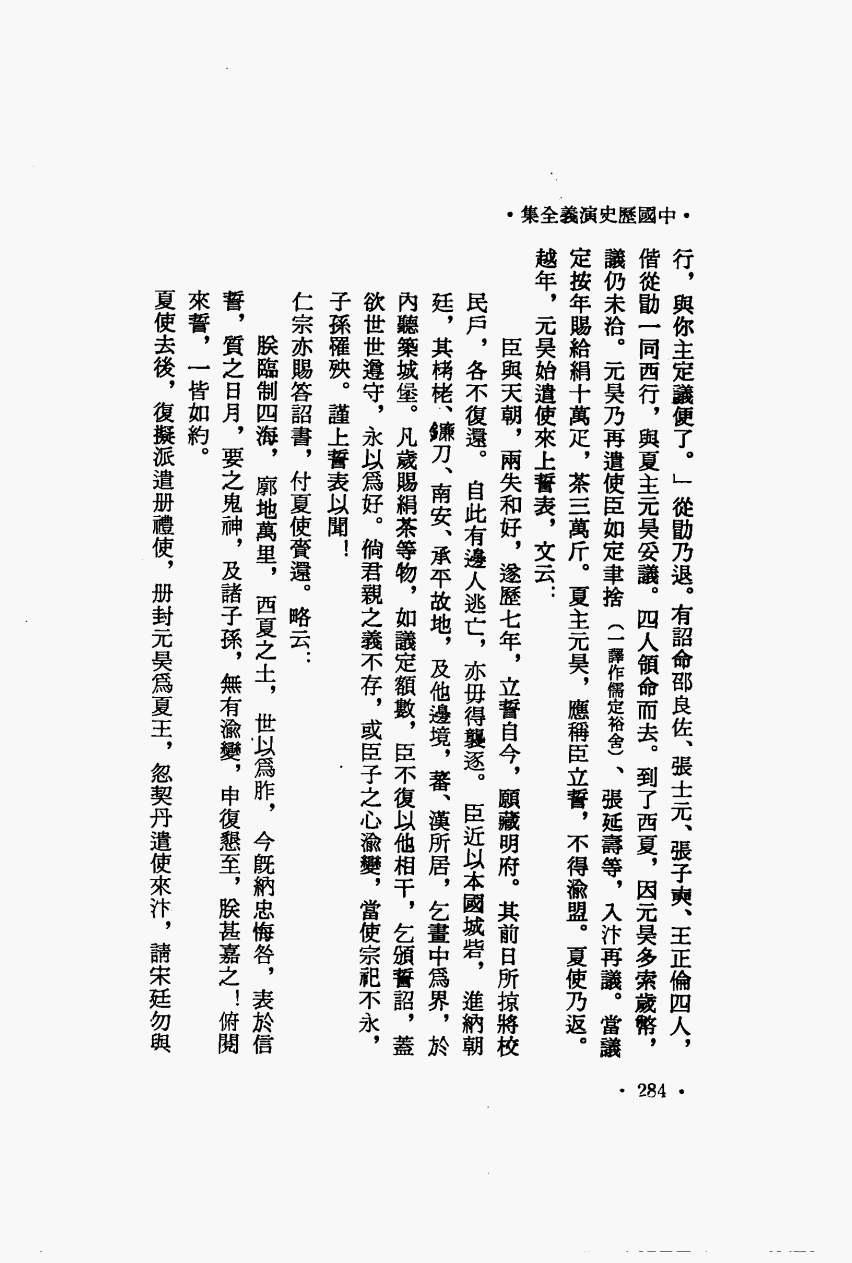 ·中國歷史演義全集·
行，與你主定議便了。」從勖乃退。有詔命邵良佐、張士元、張子奭、王正倫四人，
偕從勖一同西行，與夏主元昊妥議。四人領命而去。到了西夏，因元昊多索歲幣，
議仍未洽。元昊乃再遣使臣如定聿捨（一譯作儒定裕舍）、張延壽等，入汴再議。當議
定按年賜給絹十萬疋，茶三萬斤。夏主元昊，應稱臣立誓，不得渝盟。夏使乃返。
越年，元昊始遣使來上誓表，文云：
臣與天朝，兩失和好，遂歷七年，立誓自今，願藏明府。其前日所掠將校
民戶，各不復還。自此有邊人逃亡，亦毋得襲逐。臣近以本國城砦，進納朝
廷，其栲栳、鐮刀、南安、承平故地，及他邊境，蕃、漢所居，乞畫中爲界，於
內聽築城堡。凡歲賜絹茶等物，如議定額數，臣不復以他相干，乞頒誓詔，蓋
欲世世遵守，永以爲好。倘君親之義不存，或臣子之心渝變，當使宗祀不永，
子孫罹殃。謹上誓表以聞！
仁宗亦賜答詔書，付夏使賫還。略云：
朕臨制四海，廓地萬里，西夏之土，世以爲胙，今旣納忠悔咎，表於信
誓，質之日月，要之鬼神，及諸子孫，無有渝變，申復懇至，朕甚嘉之！俯閱
來誓，一皆如約。
夏使去後，復擬派遣册禮使，册封元昊爲夏王，忽契丹遣使來汴，請宋廷勿與
·284·